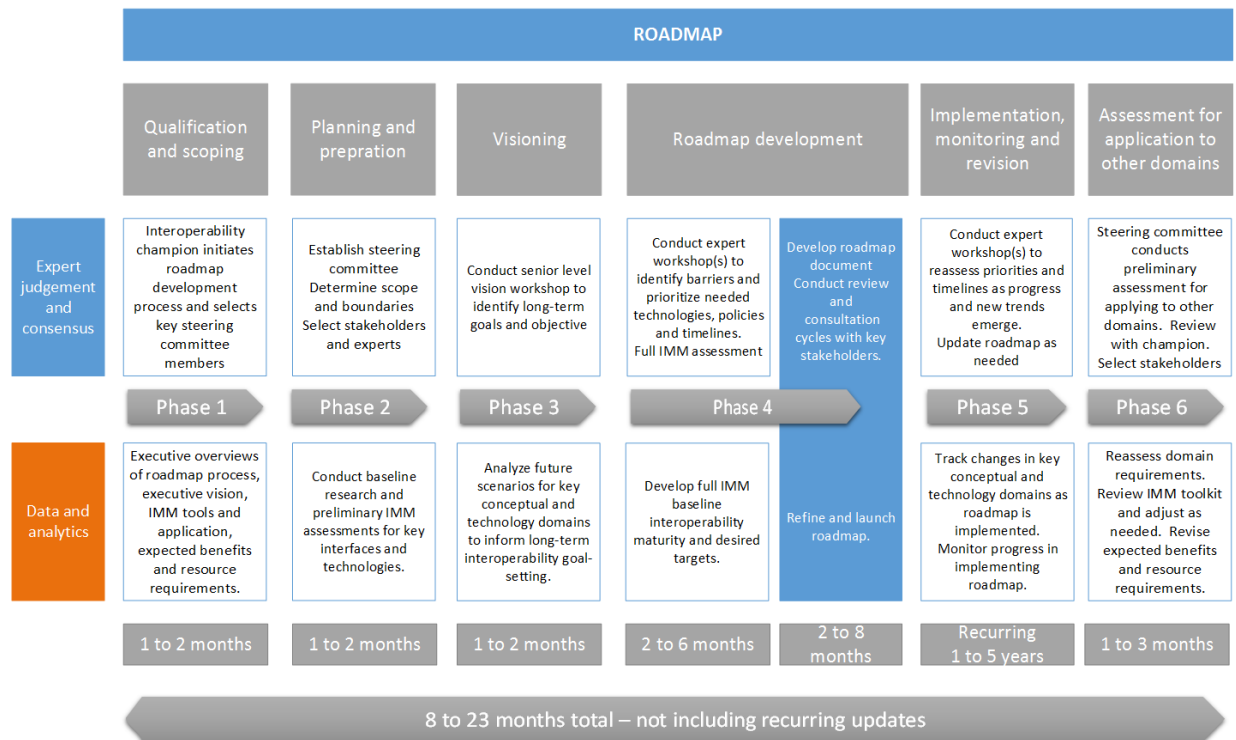 ROADMAP
Qualification
and scoping
Planning and
prepration
Visioning
Roadmap development
Implementation,
monitoring and
revision
Assessment for
application to
other domains
Expert
judgement
and
consensus
Interoperability
champion initiates
roadmap
development
process and selects
key steering
committee
members
Establish steering
committee
Determine scope
and boundaries
Select stakeholders
and experts
Conduct senior level
vision workshop to
identify long-term
goals and objective
Conduct expert
workshop(s) to
identify barriers and
prioritize needed
technologies, policies
and timelines.
Full IMM assessment
Develop roadmap
document
Conduct review
and
consultation
cycles with key
stakeholders.
Conduct expert
workshop(s) to
reassess priorities and
timelines as progress
and new trends
emerge.
Update roadmap as
needed
Steering committee
conducts
preliminary
assessment for
applying to other
domains.  Review
with champion.
Select stakeholders
Phase 1
Phase 2
Phase 3
Phase 4
Phase 5
Phase 6
Data and
analytics
Executive overviews
of roadmap process,
executive vision,
IMM tools and
application,
expected benefits
and resource
requirements.
Conduct baseline
research and
preliminary IMM
assessments for key
interfaces and
technologies.
Analyze future
scenarios for key
conceptual and
technology domains
to inform long-term
interoperability goal-
setting.
Develop full IMM
baseline
interoperability
maturity and desired
targets.
Refine and launch
roadmap.
Track changes in key
conceptual and
technology domains as
roadmap is
implemented.
Monitor progress in
implementing
roadmap.
Reassess domain
requirements.
Review IMM toolkit
and adjust as
needed.  Revise
expected benefits
and resource
requirements.
1 to 2 months
1 to 2 months
1 to 2 months
2 to 6 months
2 to 8
months
Recurring
1 to 5 years
1 to 3 months
8 to 23 months total – not including recurring updates